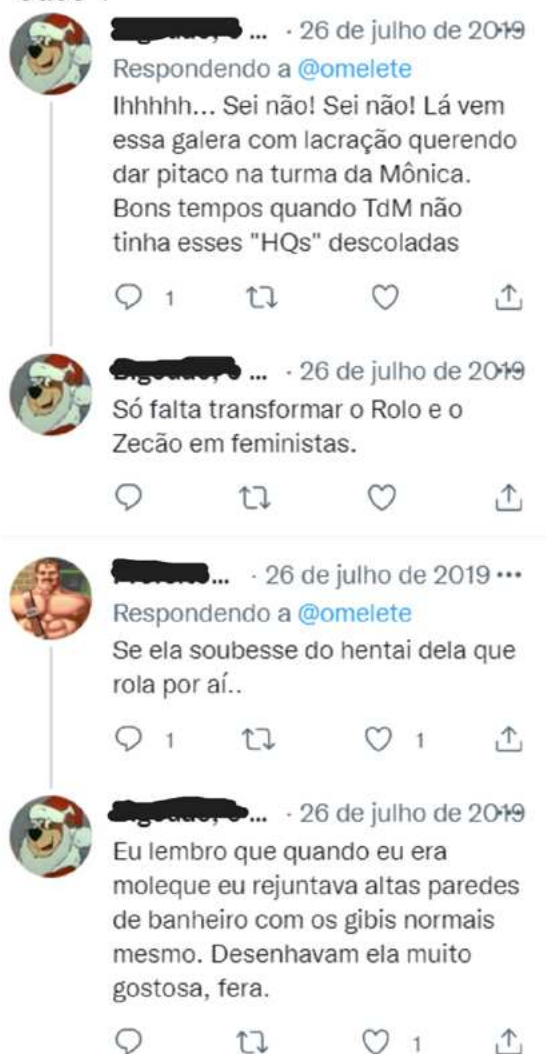 ... · 26 de julho de 2019
Respondendo a @omelete
Ihhhhh... Sei não! Sei não! Lá vem
essa galera com lacração querendo
dar pitaco na turma da Mônica.
Bons tempos quando TdM não
tinha esses "HQs" descoladas
1
... · 26 de julho de 2019
Só falta transformar o Rolo e o
Zecão em feministas.
... · 26 de julho de 2019 •••
Respondendo a @omelete
Se ela soubesse do hentai dela que
rola por aí..
1 1
... · 26 de julho de 2019
Eu lembro que quando eu era
moleque eu rejuntava altas paredes
de banheiro com os gibis normais
mesmo. Desenhavam ela muito
gostosa, fera.
1